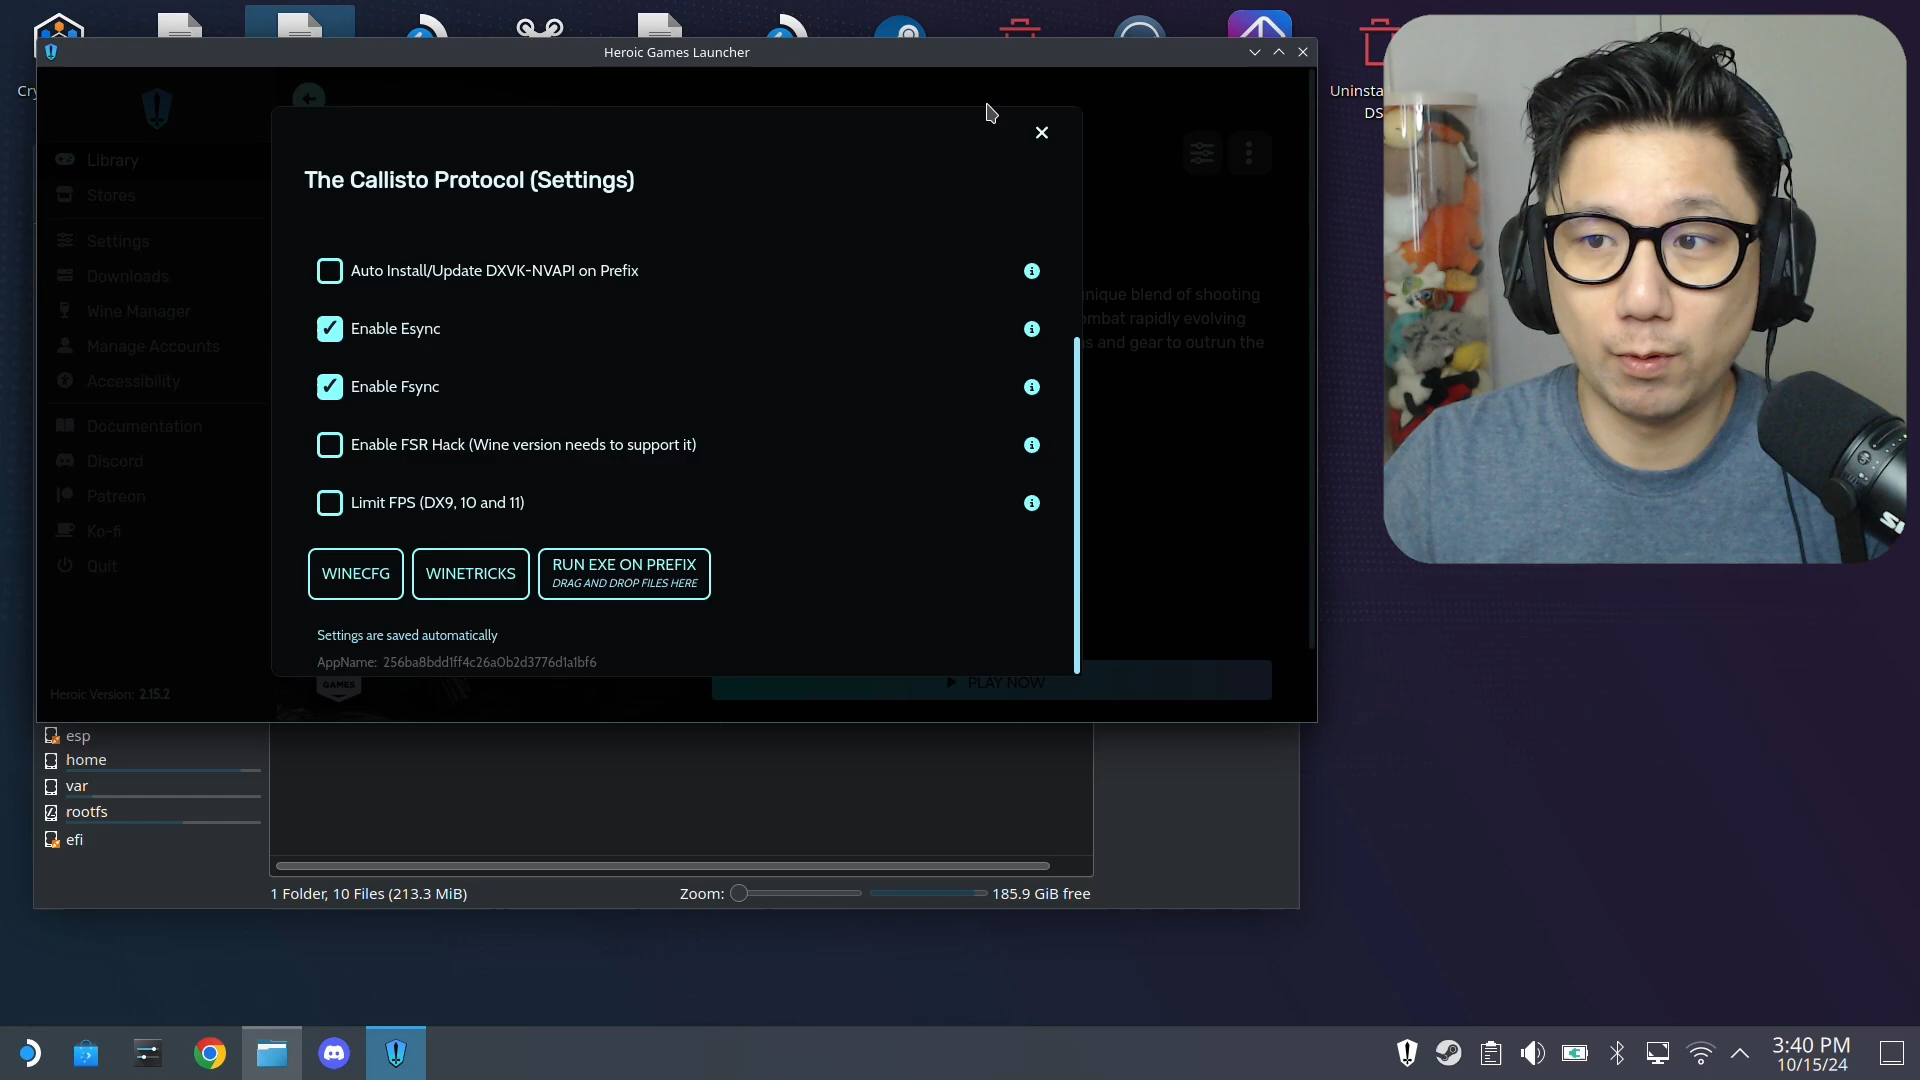 Cry
Uninsta
DS
Heroic Games Launcher
Library
Stores
Settings
Downloads
Wine Manager
Manage Accounts
Accessibility
Documentation
Discord
Patreon
Ko-fi
Quit
Heroic Version: 2.15.2
The Callisto Protocol (Settings)
Auto Install/Update DXVK-NVAPI on Prefix
Enable Esync
Enable Fsync
Enable FSR Hack (Wine version needs to support it)
Limit FPS (DX9, 10 and 11)
WINECFG
WINETRICKS
RUN EXE ON PREFIX
DRAG AND DROP FILES HERE
Settings are saved automatically
AppName: 256ba8bdd1ff4c26a0b2d3776d1a1bf6
nique blend of shooting
ombat rapidly evolving
s and gear to outrun the
GAMES
PLAY NOW
esp
home
var
rootfs
efi
1 Folder, 10 Files (213.3 MiB)
Zoom:
185.9 GiB free
3:40 PM
10/15/24